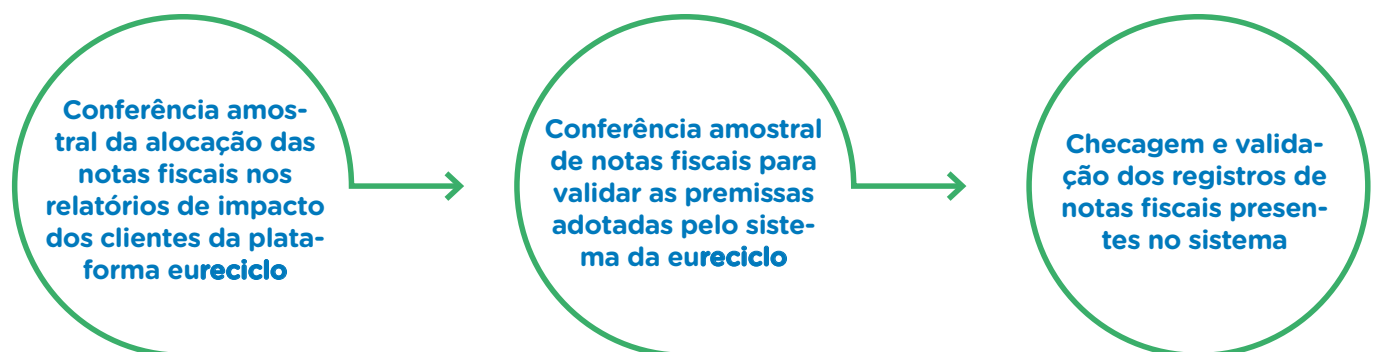 Conferência amos-
tral da alocação das
notas fiscais nos
relatórios de impacto
dos clientes da plata-
forma eureciclo
Conferência amostral
de notas fiscais para
validar as premissas
adotadas pelo siste-
ma da eureciclo
Checagem e valida-
ção dos registros de
notas fiscais presen-
tes no sistema